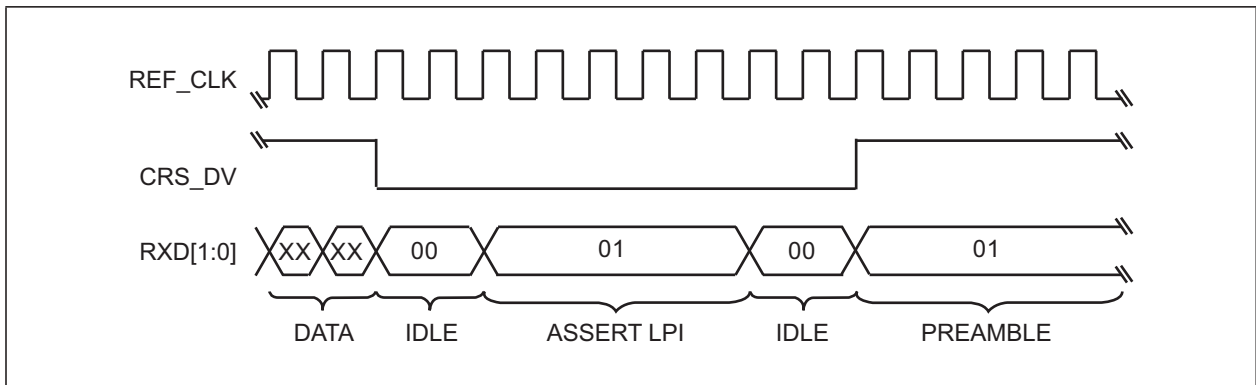 REF_CLK
CRS_DV
RXD[1:0] XX XX 00 01 00 01
DATA IDLE ASSERT LPI IDLE PREAMBLE